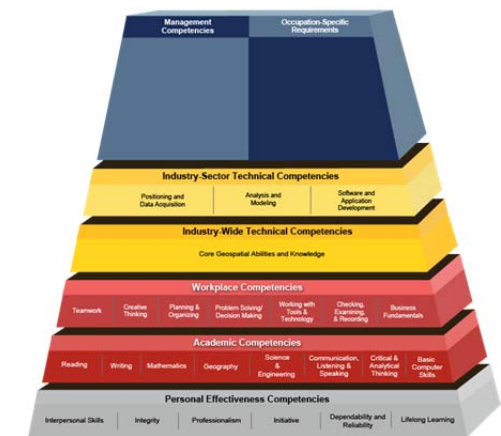 Management
Competencies
Occupation-Specific
Requirements
Industry-Sector Technical Competencies
Positioning and
Data Acquisition
Analysis and
Modeling
Software and
Application
Development
Industry-Wide Technical Competencies
Core Geospatial Abilities and Knowledge
Workplace Competencies
Teamwork
Creative
Thinking
Planning &
Organizing
Problem Solving/
Decision Making
Working with
Tools &
Technology
Checking,
Examining,
& Recording
Business
Fundamentals
Academic Competencies
Reading
Writing
Mathematics
Geography
Science
&
Engineering
Communication,
Listening &
Speaking
Critical &
Analytical
Thinking
Basic
Computer
Skills
Personal Effectiveness Competencies
Interpersonal Skills
Integrity
Professionalism
Initiative
Dependability and
Reliability
Lifelong Learning